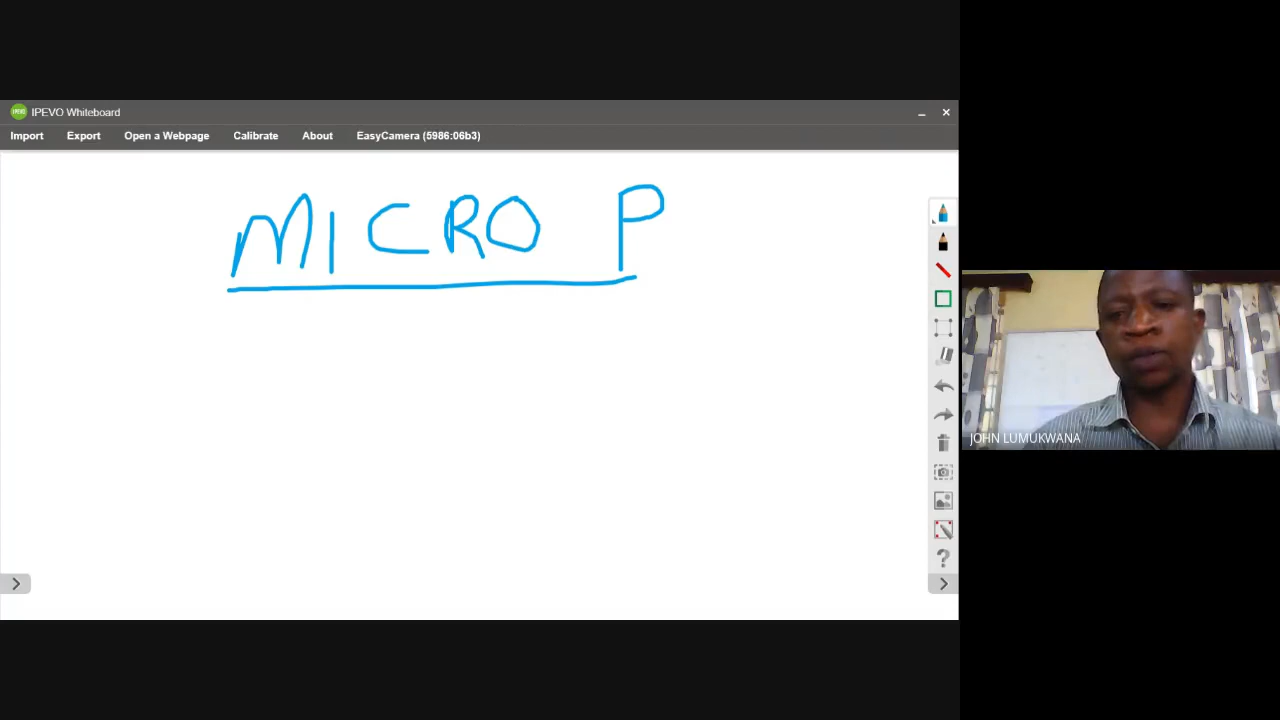 IPEVO Whiteboard
Import Export Open a Webpage Calibrate About EasyCamera (5986:06b3)
MICRO P
JOHN LUMUKWANA